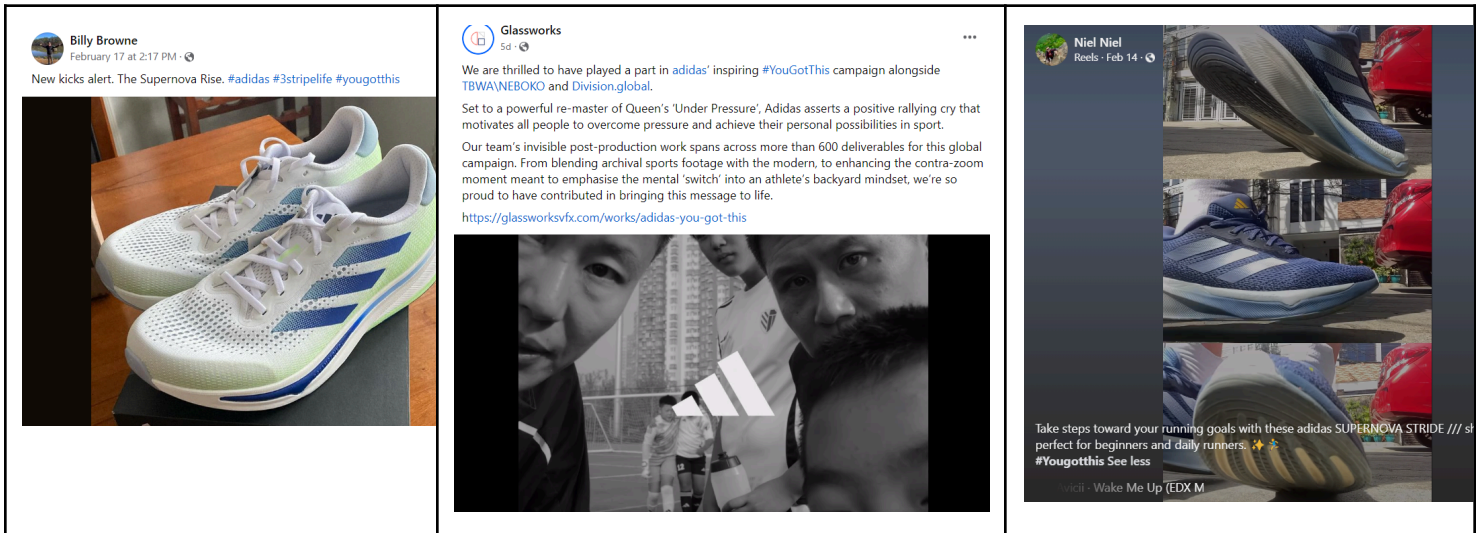 Billy Browne
February 17 at 2:17 PM ·
New kicks alert. The Supernova Rise. #adidas #3stripelife #yougotthis
Glassworks
5d ·
We are thrilled to have played a part in adidas' inspiring #YouGotThis campaign alongside
TBWA\NEBOKO and Division.global.
Set to a powerful re-master of Queen's 'Under Pressure', Adidas asserts a positive rallying cry that
motivates all people to overcome pressure and achieve their personal possibilities in sport.
Our team's invisible post-production work spans across more than 600 deliverables for this global
campaign. From blending archival sports footage with the modern, to enhancing the contra-zoom
moment meant to emphasise the mental 'switch' into an athlete's backyard mindset, we're so
proud to have contributed in bringing this message to life.
https://glassworksvfx.com/works/adidas-you-got-this
Niel Niel
Reels · Feb 14 ·
Take steps toward your running goals with these adidas SUPERNOVA STRIDE /// sh
perfect for beginners and daily runners. ✨🏃
#Yougotthis See less
vicii · Wake Me Up (EDX M